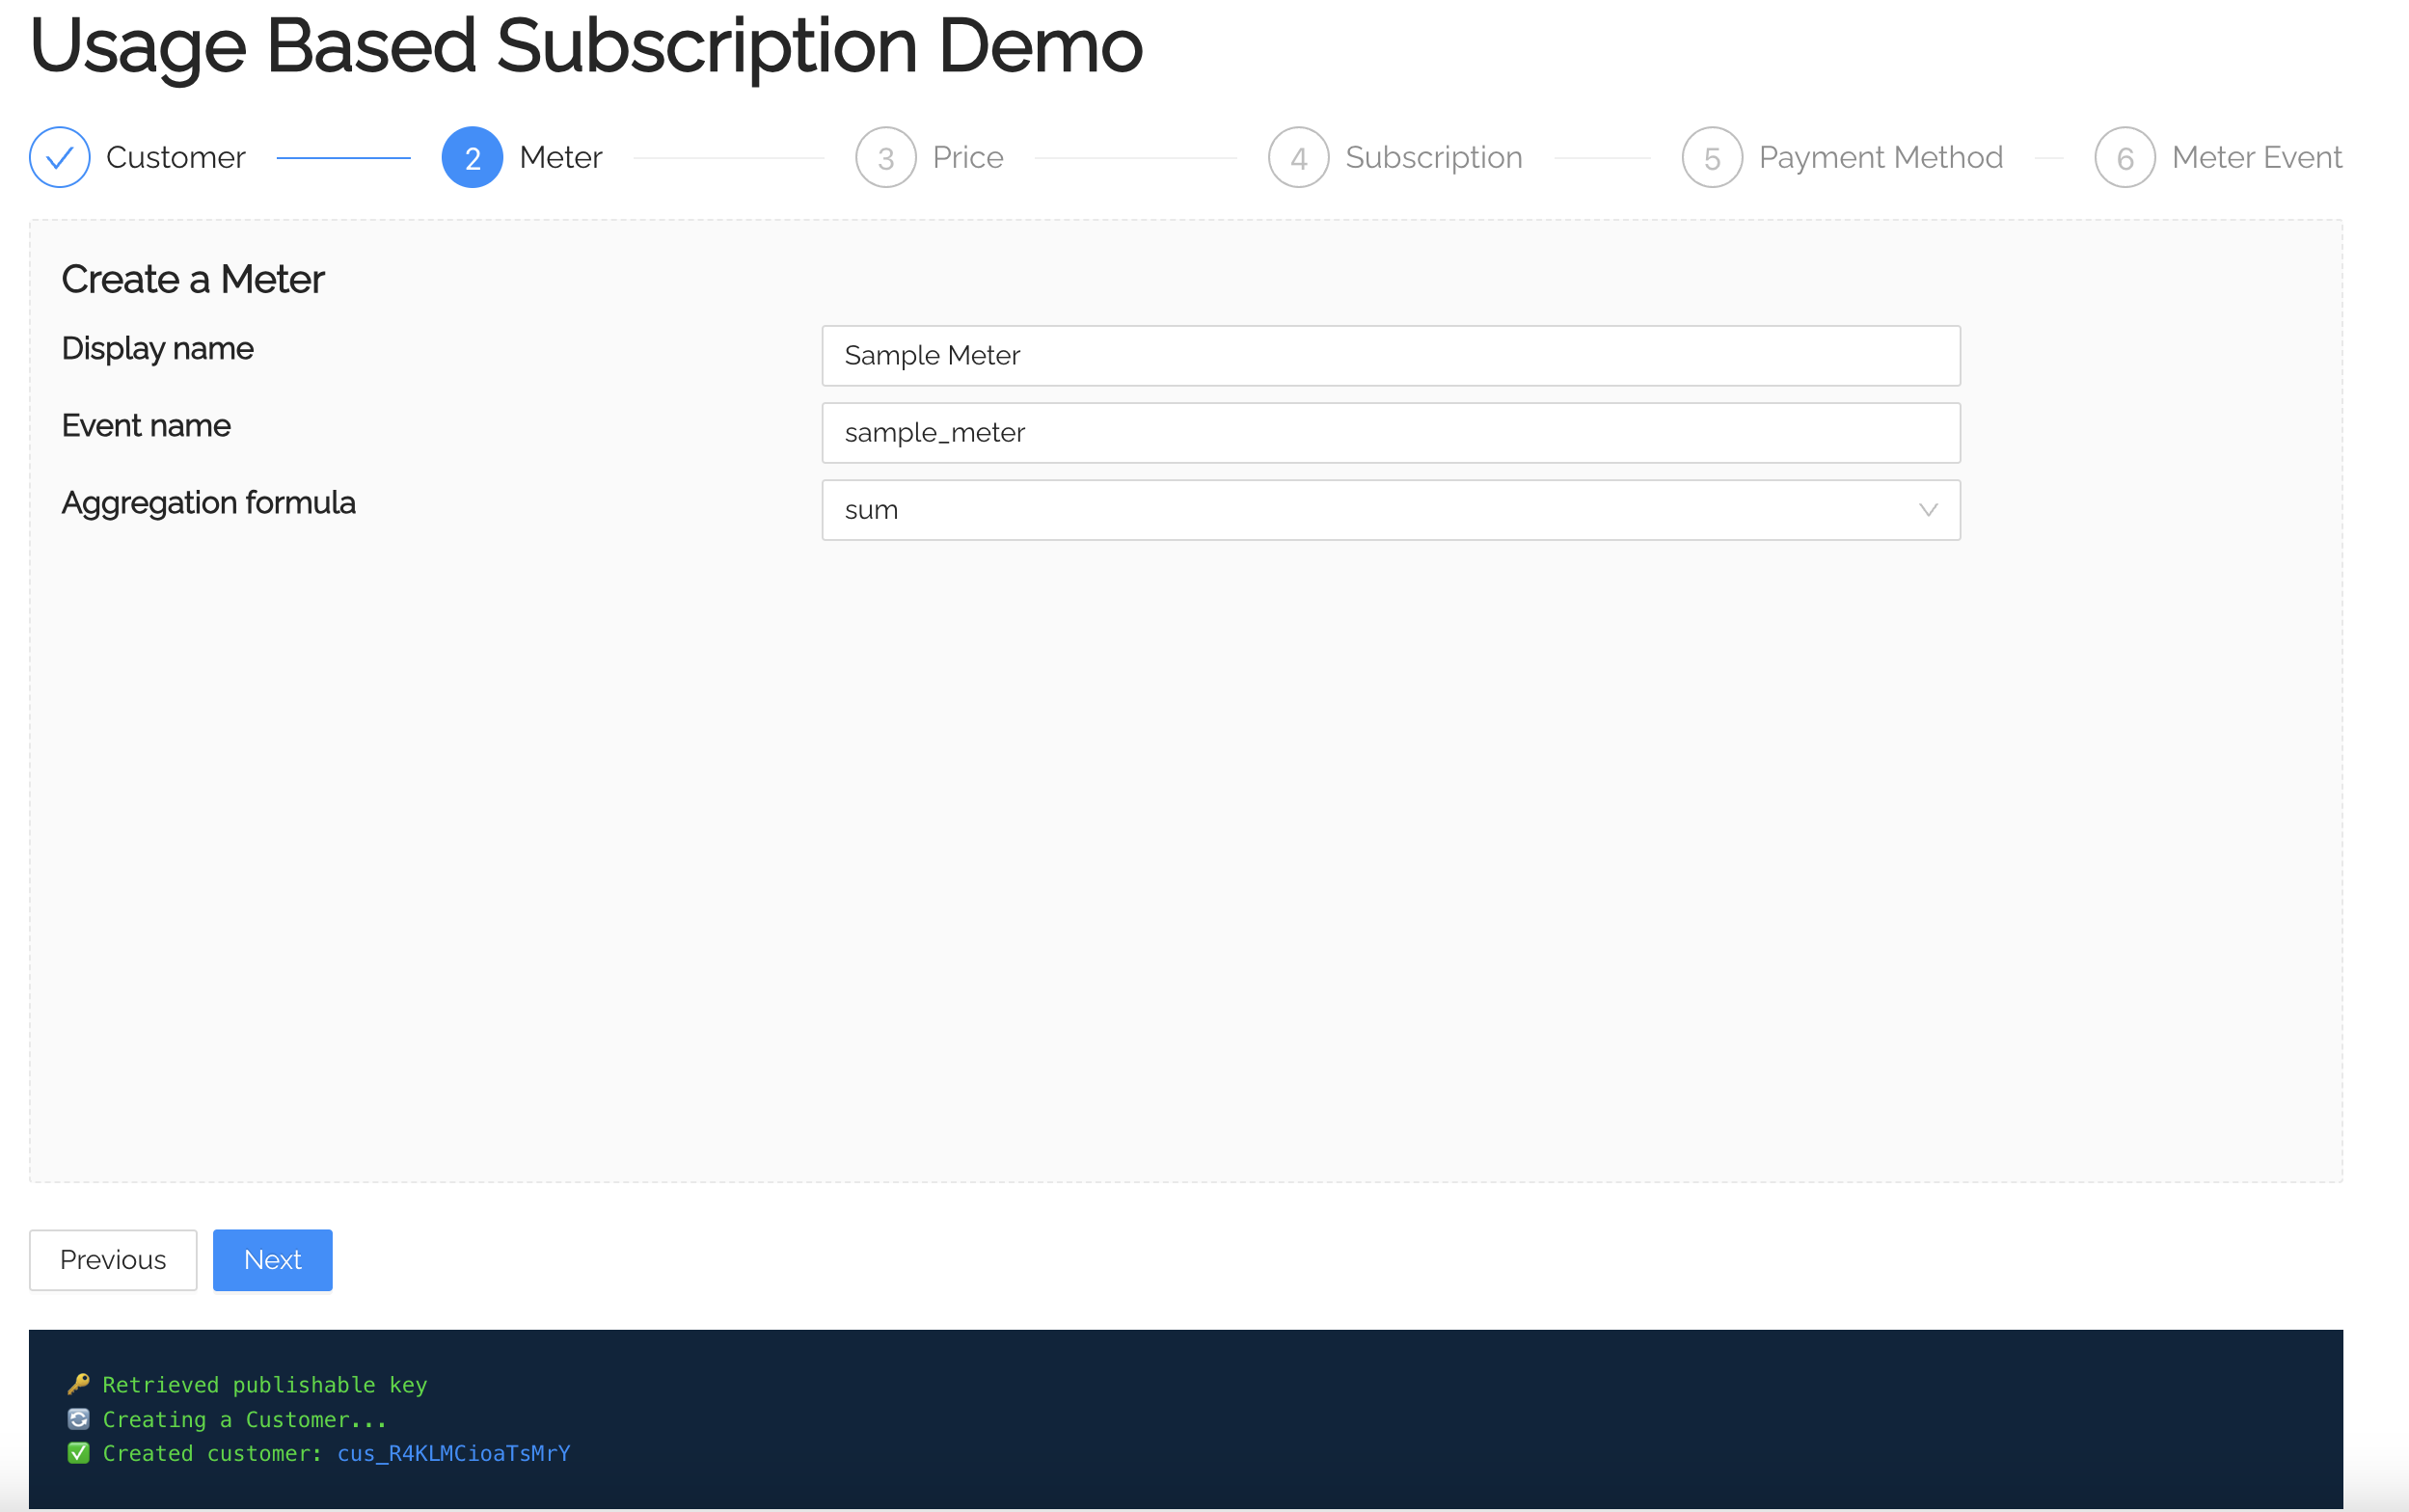 Usage Based Subscription Demo
Customer 2 Meter 3 Price 4 Subscription 5 Payment Method 6 Meter Event
Create a Meter
Display name Sample Meter
Event name sample_meter
Aggregation formula sum
Previous Next
🔑 Retrieved publishable key
🔄 Creating a Customer...
✅ Created customer: cus_R4KLMCioaTsMrY